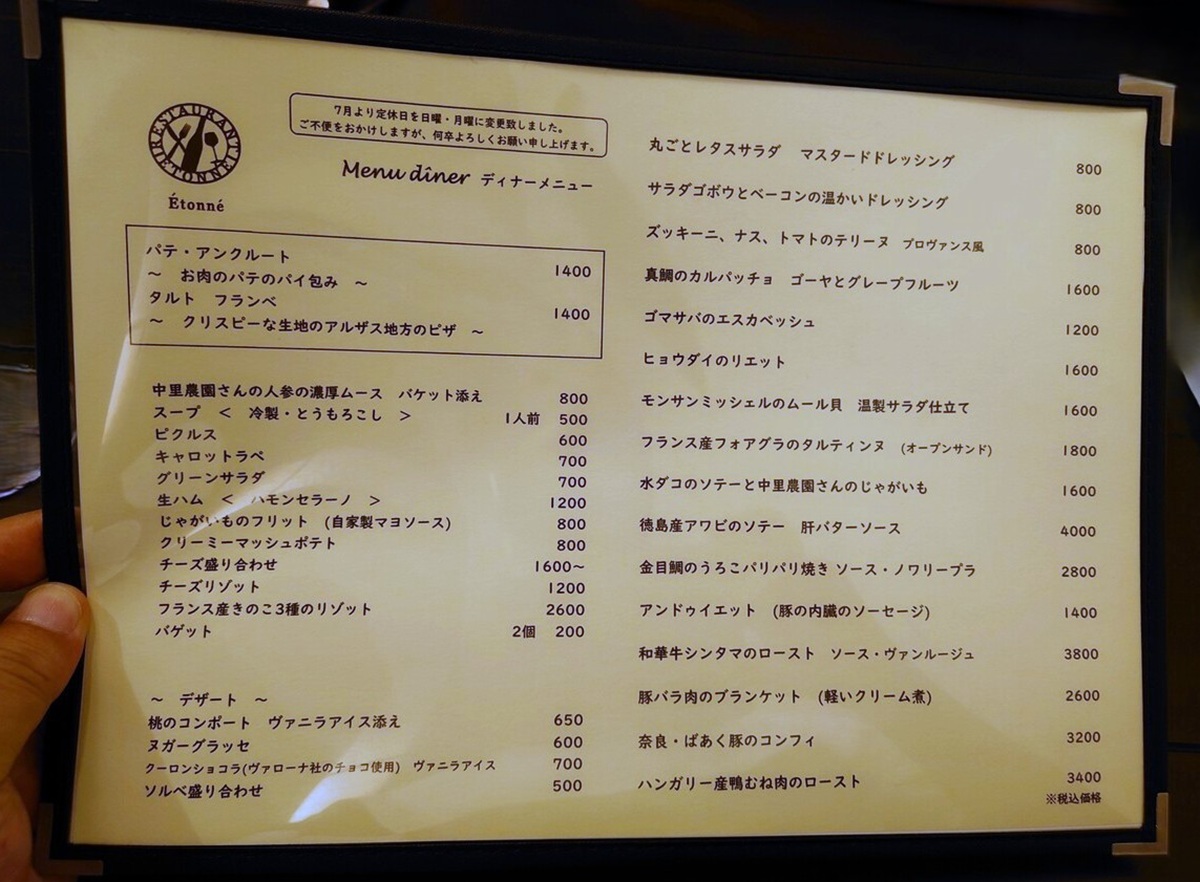 RESTAURANT
ÉTONNÉ
Étonné
7月より定休日を日曜・月曜に変更致しました。
ご不便をおかけしますが、何卒よろしくお願い申し上げます。
Menu dîner ディナーメニュー
パテ・アンクルート
～ お肉のパテのパイ包み ～ 1400
タルト フランベ
～ クリスピーな生地のアルザス地方のピザ ～ 1400
中里農園さんの人参の濃厚ムース バケット添え 800
スープ ＜ 冷製・とうもろこし ＞ 1人前 500
ピクルス 600
キャロットラペ 700
グリーンサラダ 700
生ハム ＜ ハモンセラーノ ＞ 1200
じゃがいものフリット (自家製マヨソース) 800
クリーミーマッシュポテト 800
チーズ盛り合わせ 1600～
チーズリゾット 1200
フランス産きのこ3種のリゾット 2600
バゲット 2個 200
～ デザート ～
桃のコンポート ヴァニラアイス添え 650
ヌガーグラッセ 600
クーロンショコラ(ヴァローナ社のチョコ使用) ヴァニラアイス 700
ソルベ盛り合わせ 500
丸ごとレタスサラダ マスタードドレッシング 800
サラダゴボウとベーコンの温かいドレッシング 800
ズッキーニ、ナス、トマトのテリーヌ プロヴァンス風 800
真鯛のカルパッチョ ゴーヤとグレープフルーツ 1600
ゴマサバのエスカベッシュ 1200
ヒョウダイのリエット 1600
モンサンミッシェルのムール貝 温製サラダ仕立て 1600
フランス産フォアグラのタルティンヌ (オープンサンド) 1800
水ダコのソテーと中里農園さんのじゃがいも 1600
徳島産アワビのソテー 肝バターソース 4000
金目鯛のうろこパリパリ焼き ソース・ノワリープラ 2800
アンドゥイエット (豚の内臓のソーセージ) 1400
和華牛シンタマのロースト ソース・ヴァンルージュ 3800
豚バラ肉のブランケット (軽いクリーム煮) 2600
奈良・ばあく豚のコンフィ 3200
ハンガリー産鴨むね肉のロースト 3400
※税込価格